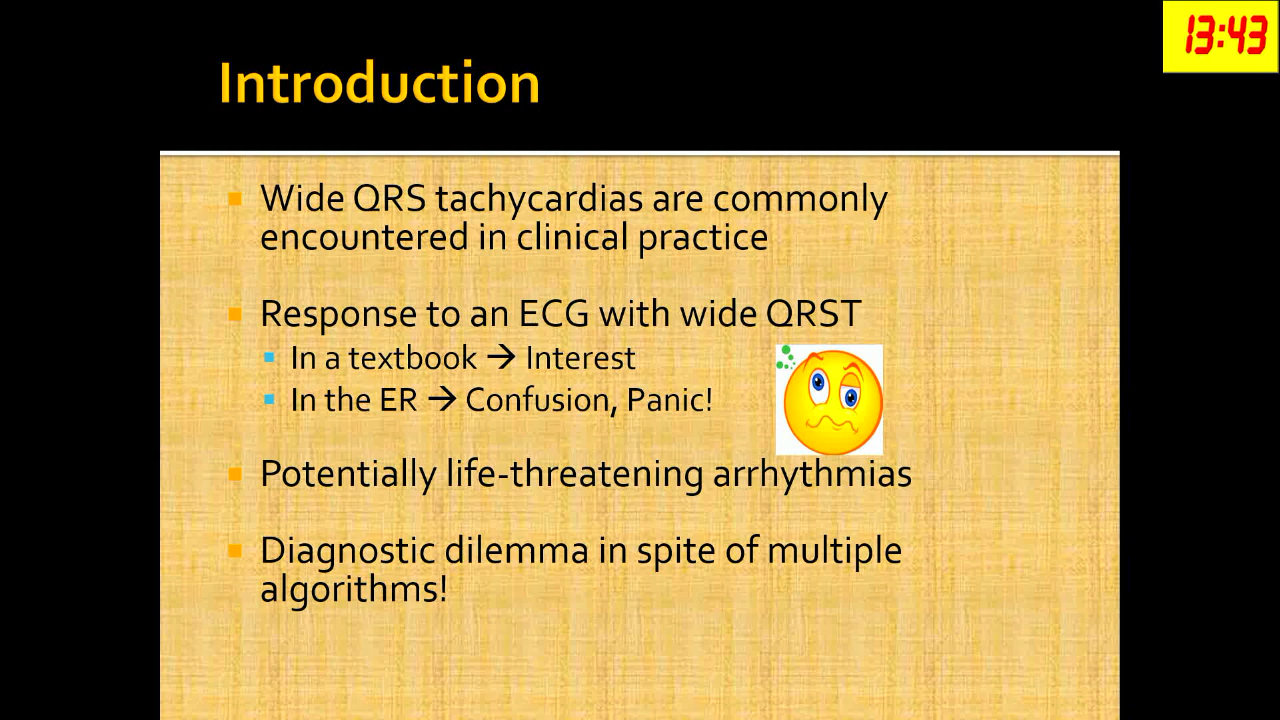 13:43
Introduction
Wide QRS tachycardias are commonly
encountered in clinical practice
Response to an ECG with wide QRST
In a textbook → Interest
In the ER → Confusion, Panic!
Potentially life-threatening arrhythmias
Diagnostic dilemma in spite of multiple
algorithms!